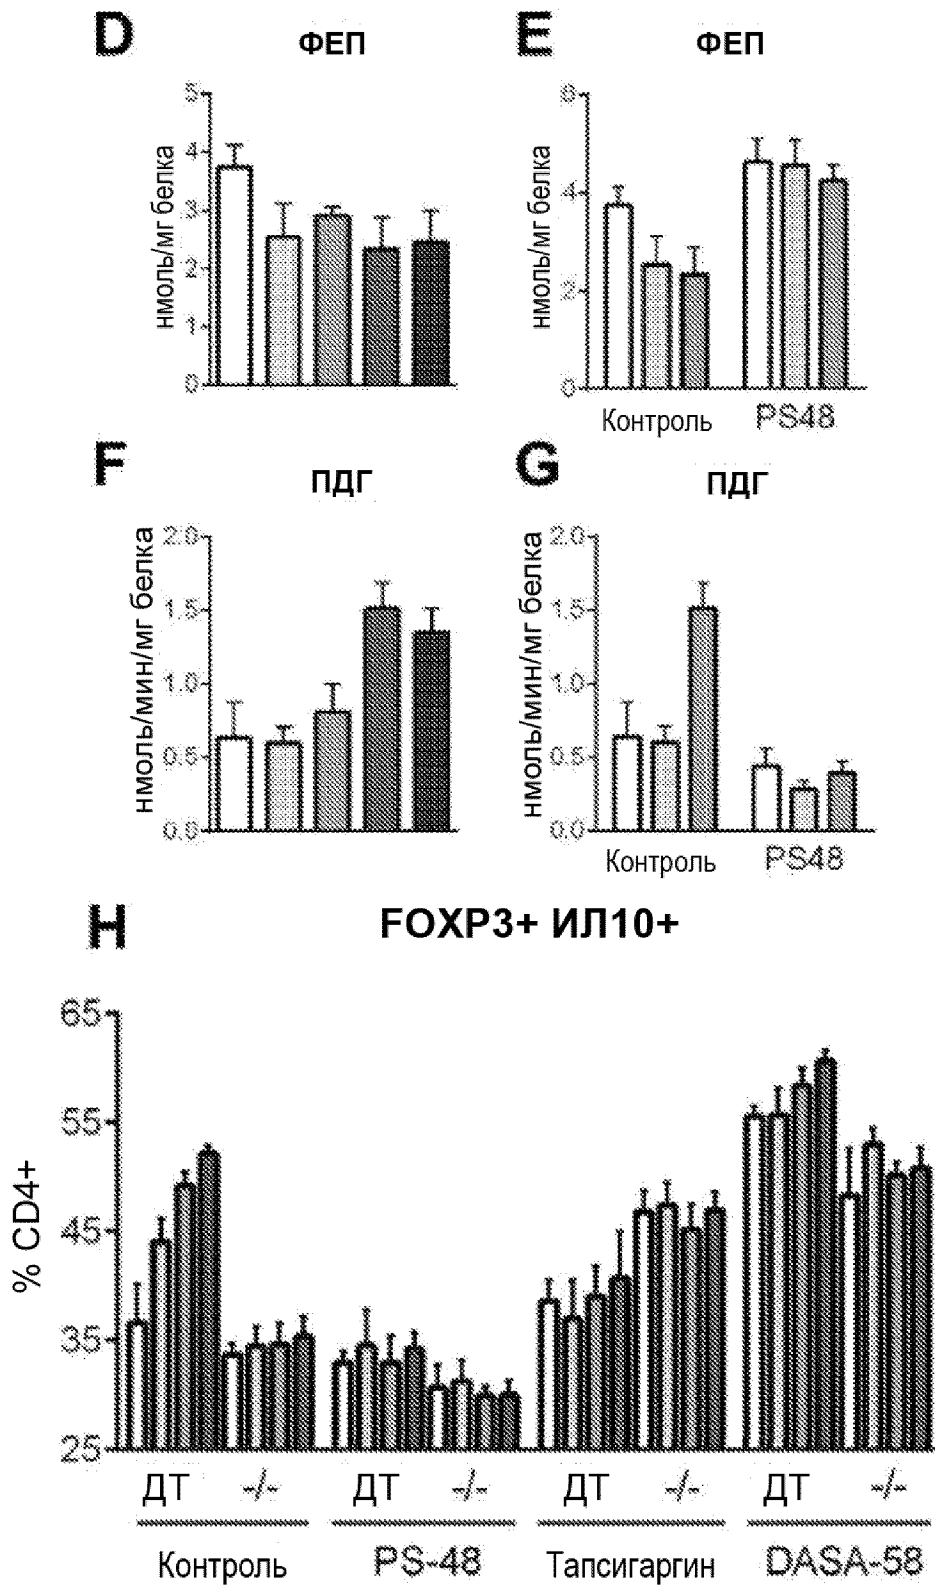 D ФЕП
нмоль/мг белка
5
4
3
2
1
0
E ФЕП
нмоль/мг белка
6
4
2
0
Контроль PS48
F ПДГ
нмоль/мин/мг белка
2.0
1.5
1.0
0.5
0.0
G ПДГ
нмоль/мин/мг белка
2.0
1.5
1.0
0.5
0.0
Контроль PS48
H FOXP3+ ИЛ10+
% CD4+
65
55
45
35
25
ДТ -/- ДТ -/- ДТ -/- ДТ -/-
Контроль PS-48 Тапсигаргин DASA-58